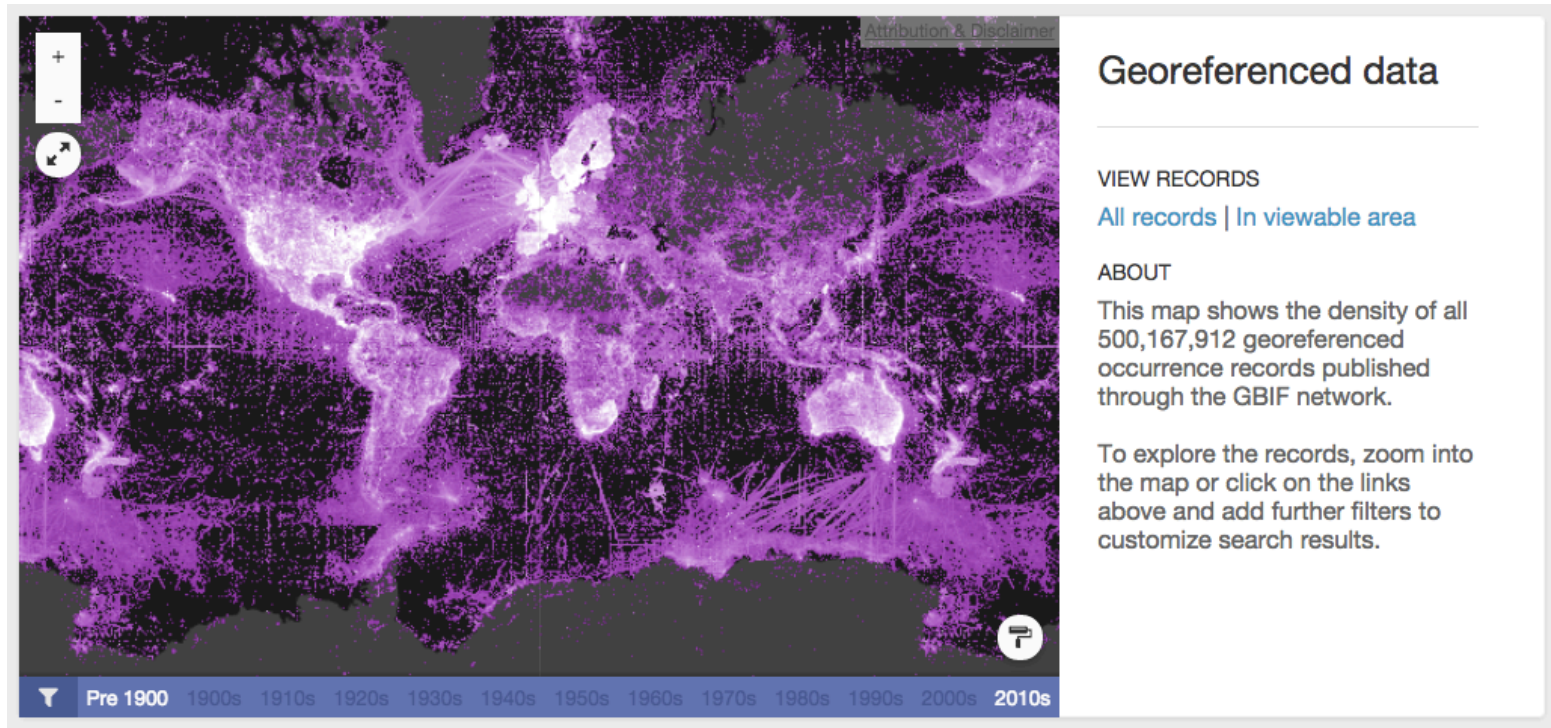 +
-
Attribution & Disclaimer
Pre 1900 1900s 1910s 1920s 1930s 1940s 1950s 1960s 1970s 1980s 1990s 2000s 2010s
Georeferenced data
VIEW RECORDS
All records | In viewable area
ABOUT
This map shows the density of all
500,167,912 georeferenced
occurrence records published
through the GBIF network.
To explore the records, zoom into
the map or click on the links
above and add further filters to
customize search results.